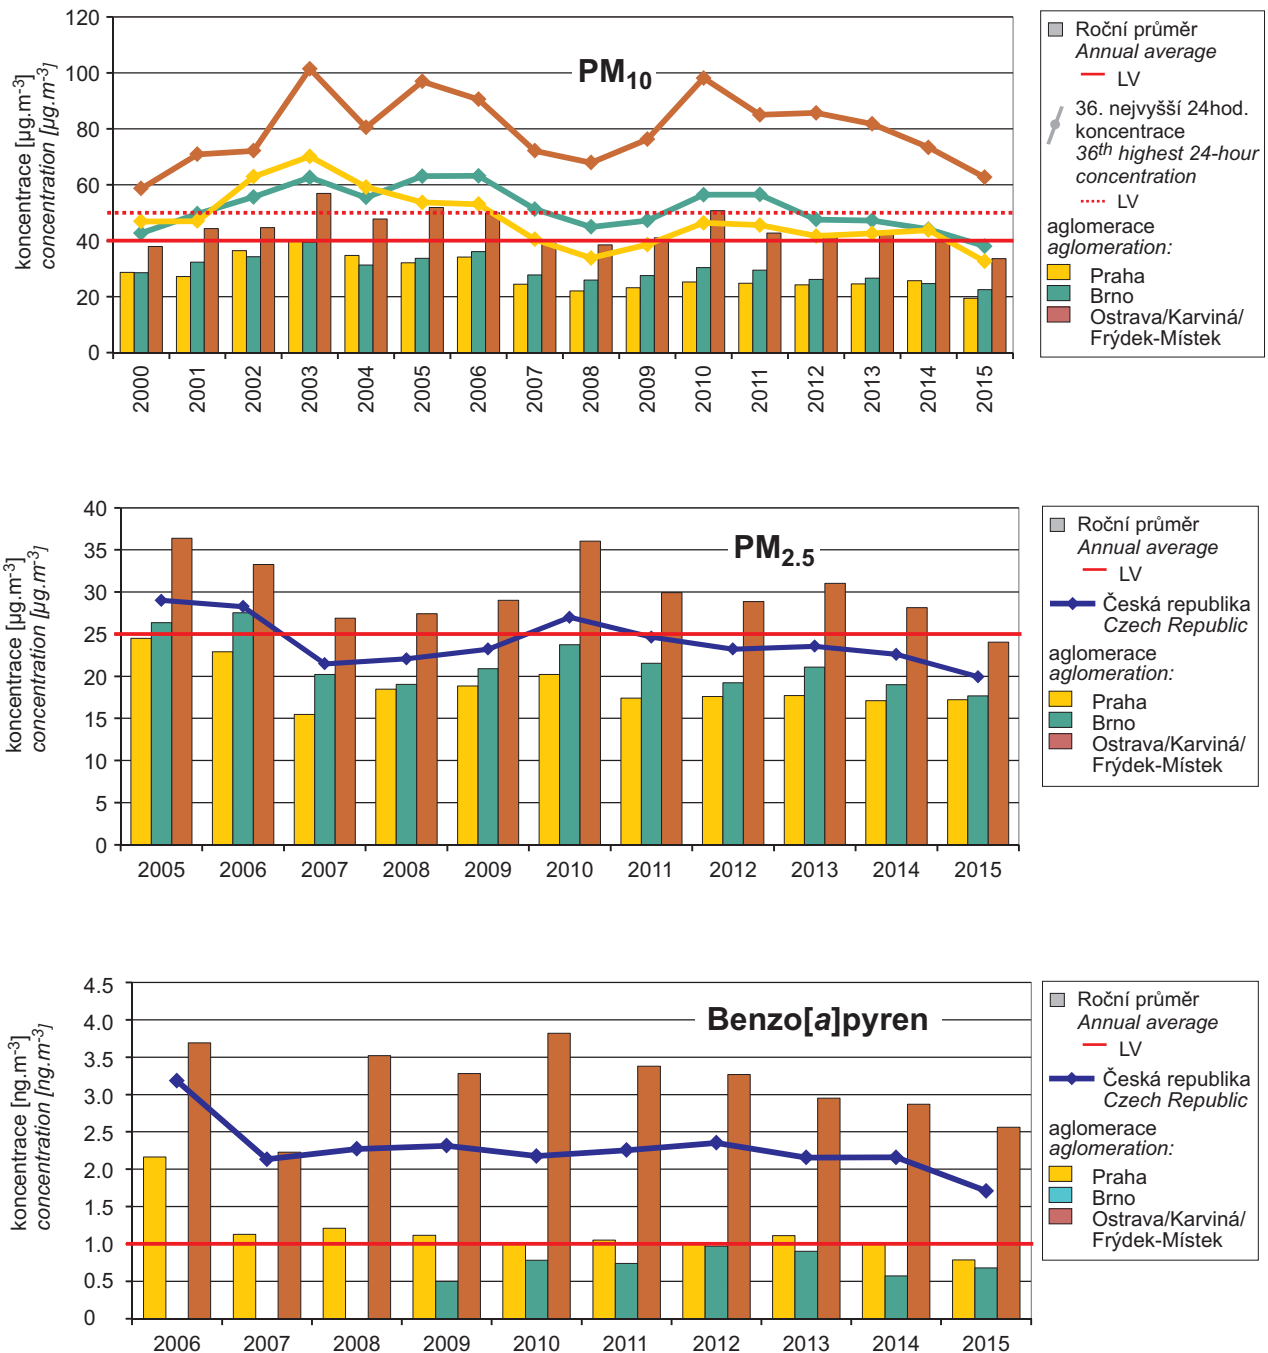 120
100
80
60
40
20
0
koncentrace [µg.m-3]
concentration [µg.m-3]
PM10
2000
2001
2002
2003
2004
2005
2006
2007
2008
2009
2010
2011
2012
2013
2014
2015
Roční průměr
Annual average
LV
36. nejvyšší 24hod.
koncentrace
36th highest 24-hour
concentration
LV
aglomerace
aglomeration:
Praha
Brno
Ostrava/Karviná/
Frýdek-Místek
40
35
30
25
20
15
10
5
0
koncentrace [µg.m-3]
concentration [µg.m-3]
PM2.5
2005 2006 2007 2008 2009 2010 2011 2012 2013 2014 2015
Roční průměr
Annual average
LV
Česká republika
Czech Republic
aglomerace
aglomeration:
Praha
Brno
Ostrava/Karviná/
Frýdek-Místek
4.5
4.0
3.5
3.0
2.5
2.0
1.5
1.0
0.5
0
koncentrace [ng.m-3]
concentration [ng.m-3]
Benzo[a]pyren
2006 2007 2008 2009 2010 2011 2012 2013 2014 2015
Roční průměr
Annual average
LV
Česká republika
Czech Republic
aglomerace
aglomeration:
Praha
Brno
Ostrava/Karviná/
Frýdek-Místek